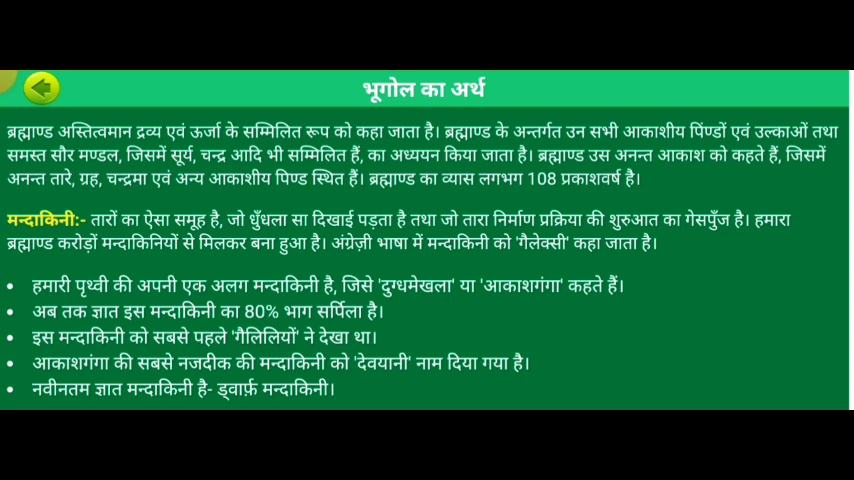 भूगोल का अर्थ
ब्रह्माण्ड अस्तित्वमान द्रव्य एवं ऊर्जा के सम्मिलित रूप को कहा जाता है। ब्रह्माण्ड के अन्तर्गत उन सभी आकाशीय पिंण्डों एवं उल्काओं तथा
समस्त सौर मण्डल, जिसमें सूर्य, चन्द्र आदि भी सम्मिलित हैं, का अध्ययन किया जाता है। ब्रह्माण्ड उस अनन्त आकाश को कहते हैं, जिसमें
अनन्त तारे, ग्रह, चन्द्रमा एवं अन्य आकाशीय पिण्ड स्थित हैं। ब्रह्माण्ड का व्यास लगभग 108 प्रकाशवर्ष है।
मन्दाकिनी:- तारों का ऐसा समूह है, जो धुँधला सा दिखाई पड़ता है तथा जो तारा निर्माण प्रक्रिया की शुरुआत का गेसपुँज है। हमारा
ब्रह्माण्ड करोड़ों मन्दाकिनियों से मिलकर बना हुआ है। अंग्रेज़ी भाषा में मन्दाकिनी को 'गैलेक्सी' कहा जाता है।
• हमारी पृथ्वी की अपनी एक अलग मन्दाकिनी है, जिसे 'दुग्धमेखला' या 'आकाशगंगा' कहते हैं।
• अब तक ज्ञात इस मन्दाकिनी का 80% भाग सर्पिला है।
• इस मन्दाकिनी को सबसे पहले 'गैलिलियों' ने देखा था।
• आकाशगंगा की सबसे नजदीक की मन्दाकिनी को 'देवयानी' नाम दिया गया है।
• नवीनतम ज्ञात मन्दाकिनी है- ड्वार्फ़ मन्दाकिनी।